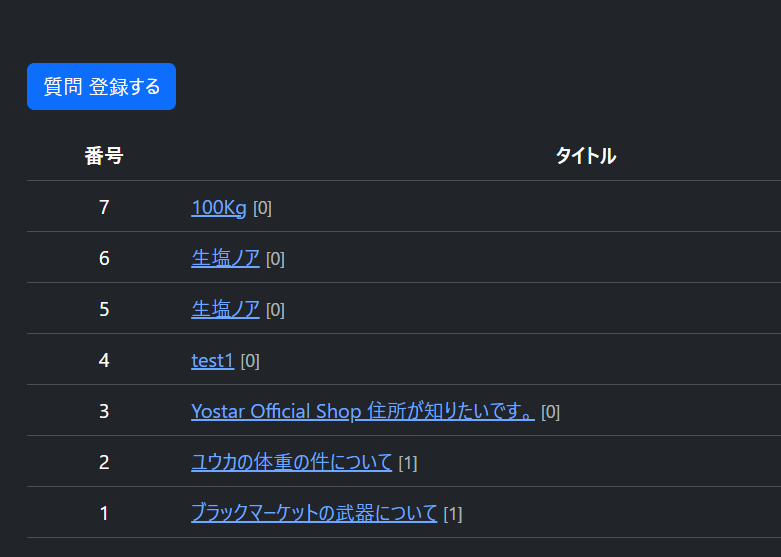 質問 登録する
番号 タイトル
7 100Kg [0]
6 生塩ノア [0]
5 生塩ノア [0]
4 test1 [0]
3 Yostar Official Shop 住所が知りたいです。 [0]
2 ユウカの体重の件について [1]
1 ブラックマーケットの武器について [1]